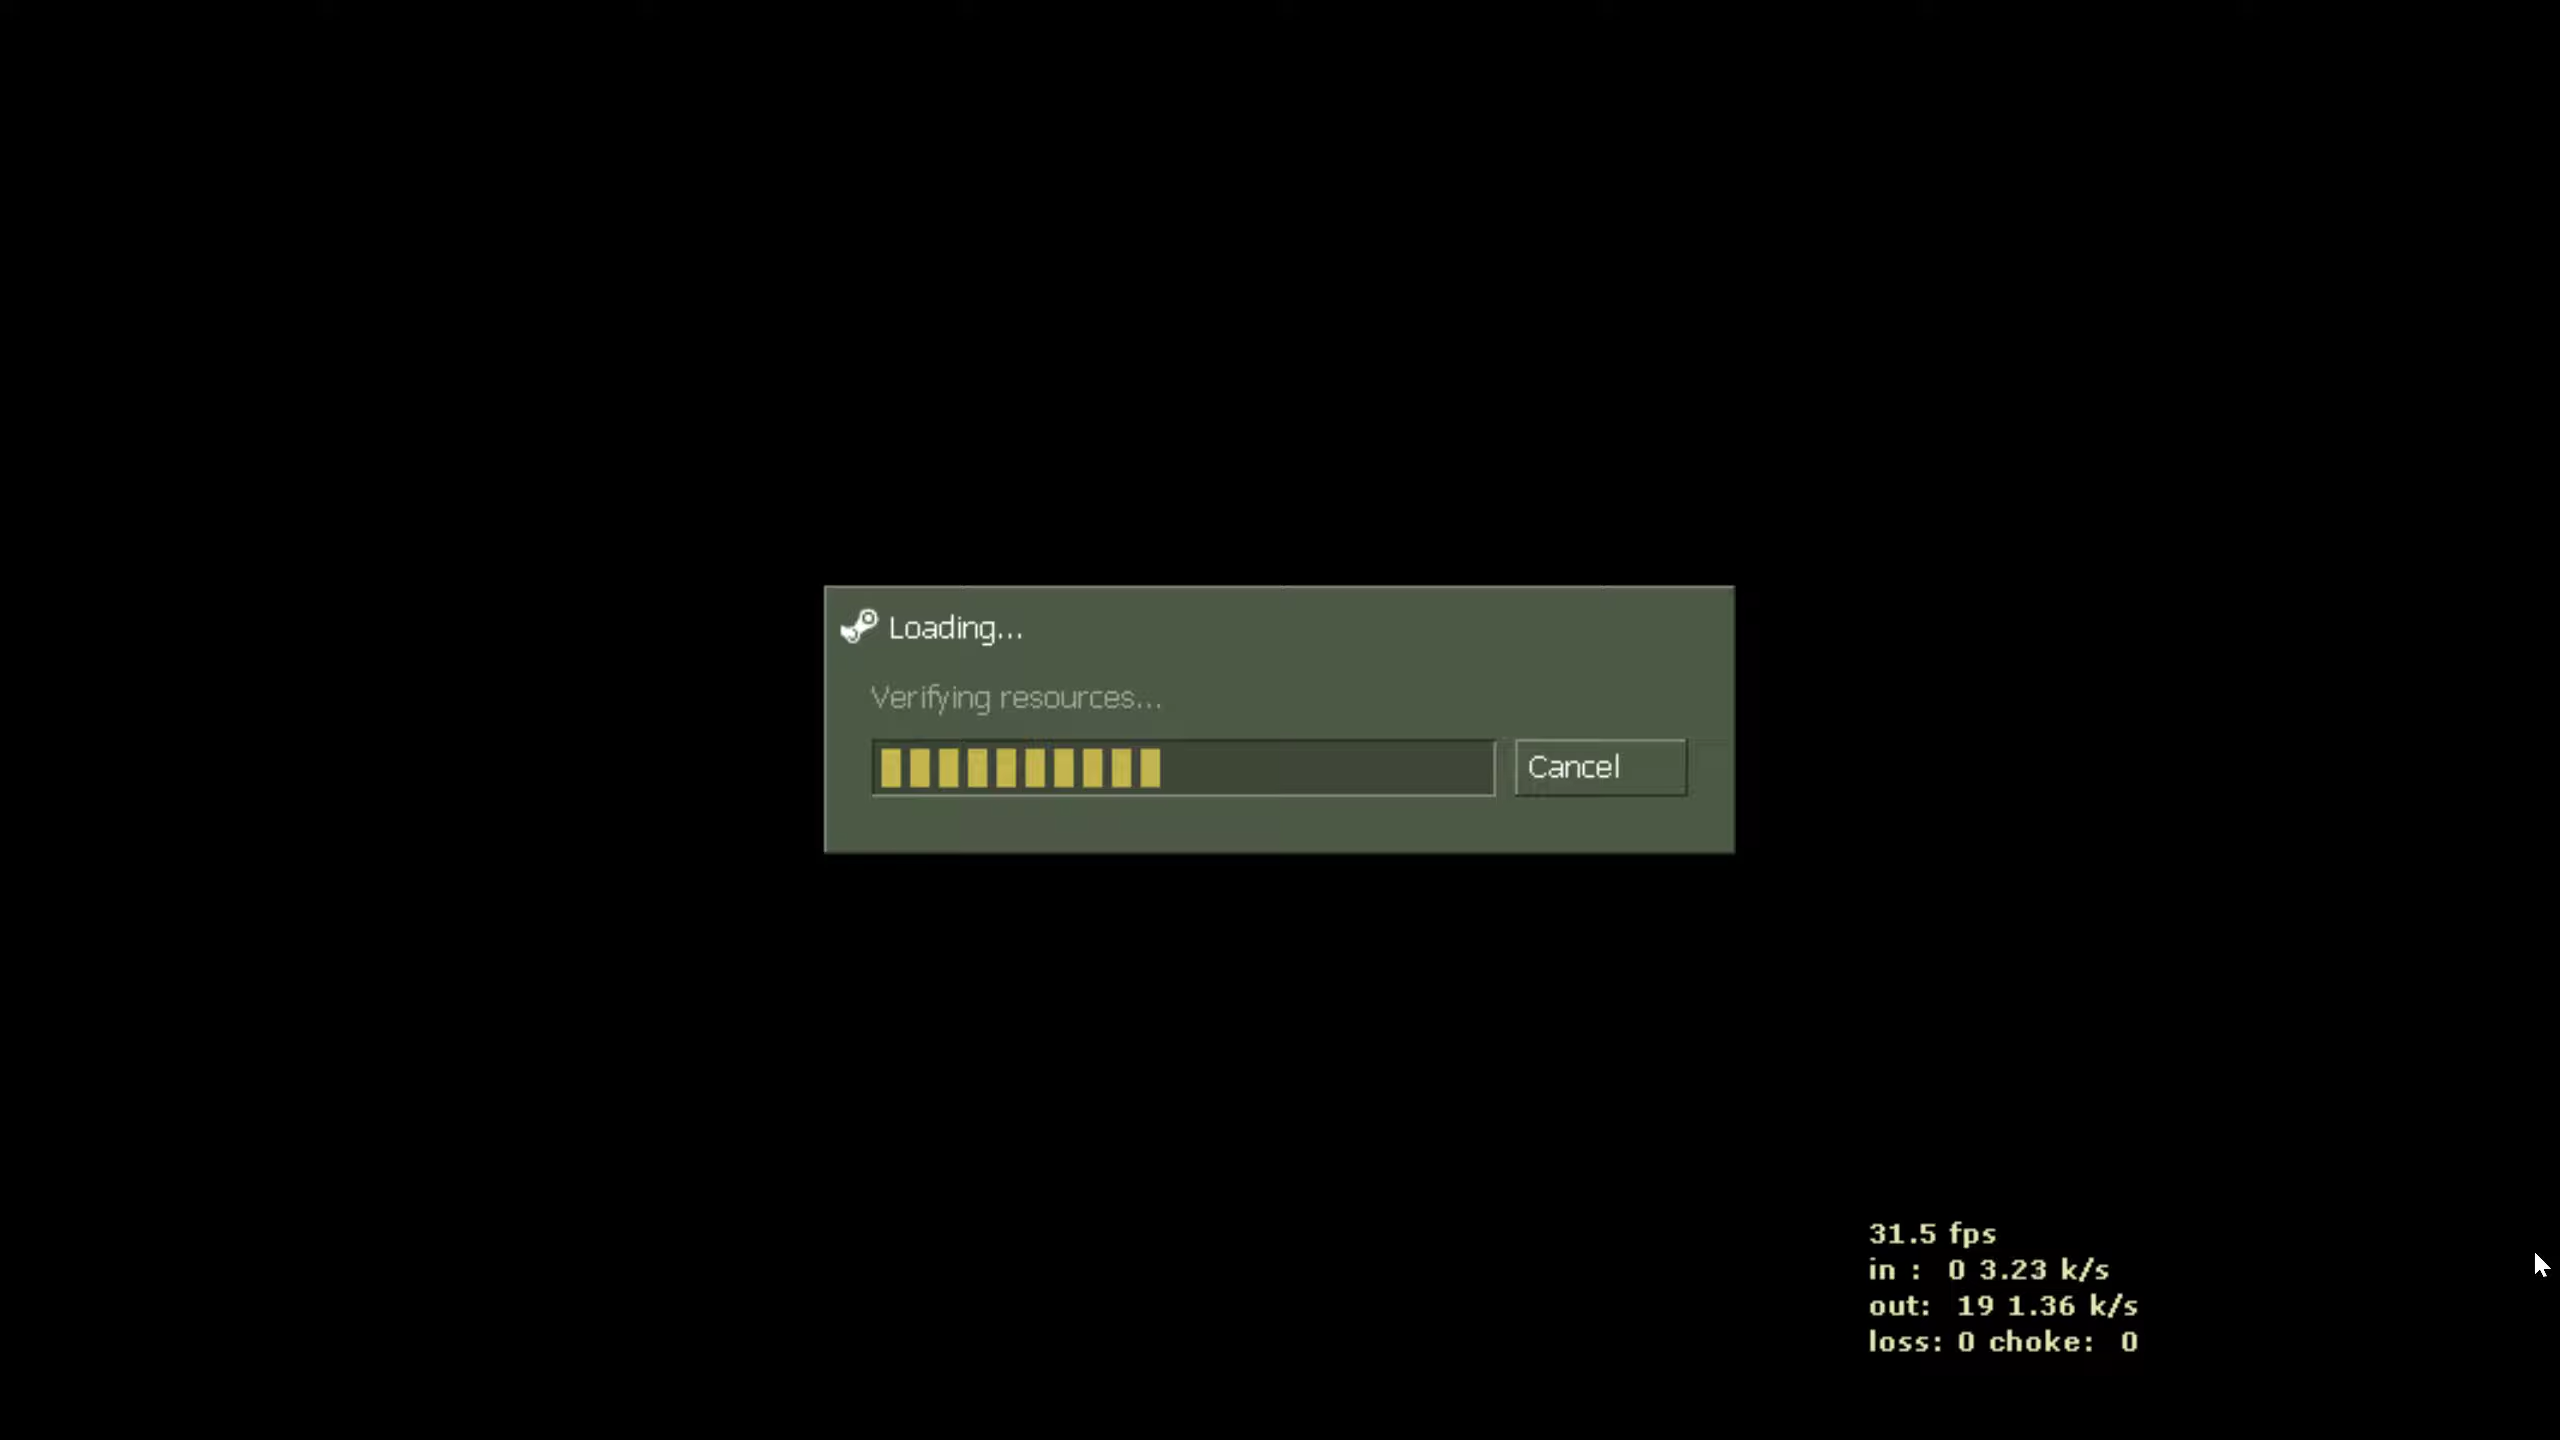 Loading...
Verifying resources...
Cancel
31.5 fps
in :  0 3.23 k/s
out:  19 1.36 k/s
loss: 0 choke:  0